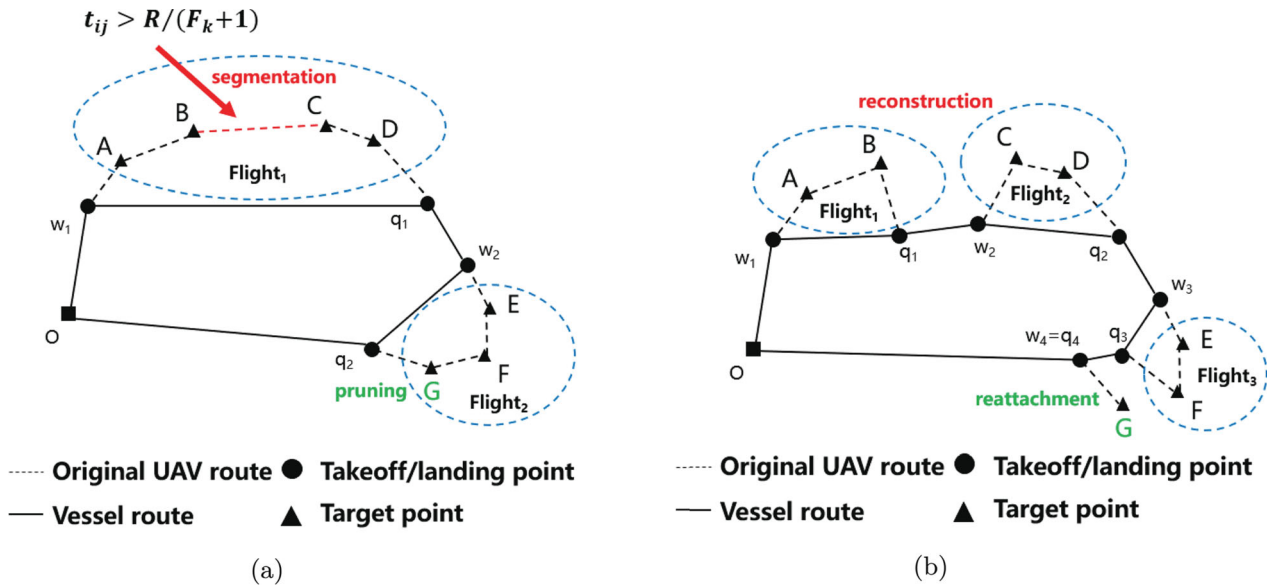 t_ij > R/(F_k+1)
segmentation
B
C
A
D
Flight₁
w₁
q₁
w₂
E
O
q₂
F
pruning
G
Flight₂
---- Original UAV route ● Takeoff/landing point
— Vessel route ▲ Target point
(a)
reconstruction
B
C
D
A
Flight₂
Flight₁
w₁
q₁
w₂
q₂
w₃
w₄=q₄
q₃
E
O
Flight₃
reattachment
F
G
---- Original UAV route ● Takeoff/landing point
— Vessel route ▲ Target point
(b)